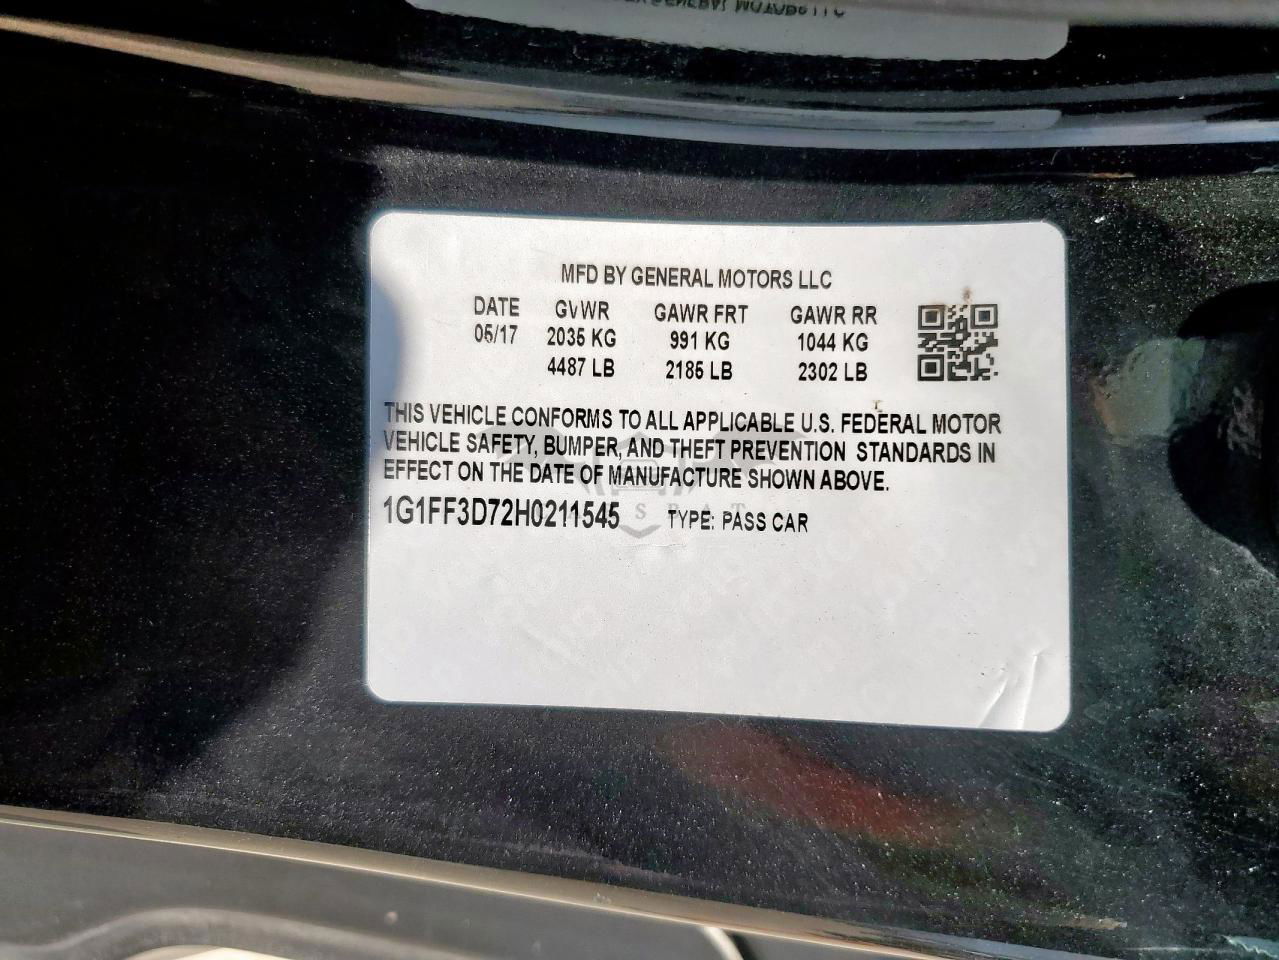 MFD BY GENERAL MOTORS LLC
DATE GVWR GAWR FRT GAWR RR
05/17 2035 KG 991 KG 1044 KG
4487 LB 2185 LB 2302 LB
THIS VEHICLE CONFORMS TO ALL APPLICABLE U.S. FEDERAL MOTOR
VEHICLE SAFETY, BUMPER, AND THEFT PREVENTION STANDARDS IN
EFFECT ON THE DATE OF MANUFACTURE SHOWN ABOVE.
1G1FF3D72H0211545 TYPE: PASS CAR